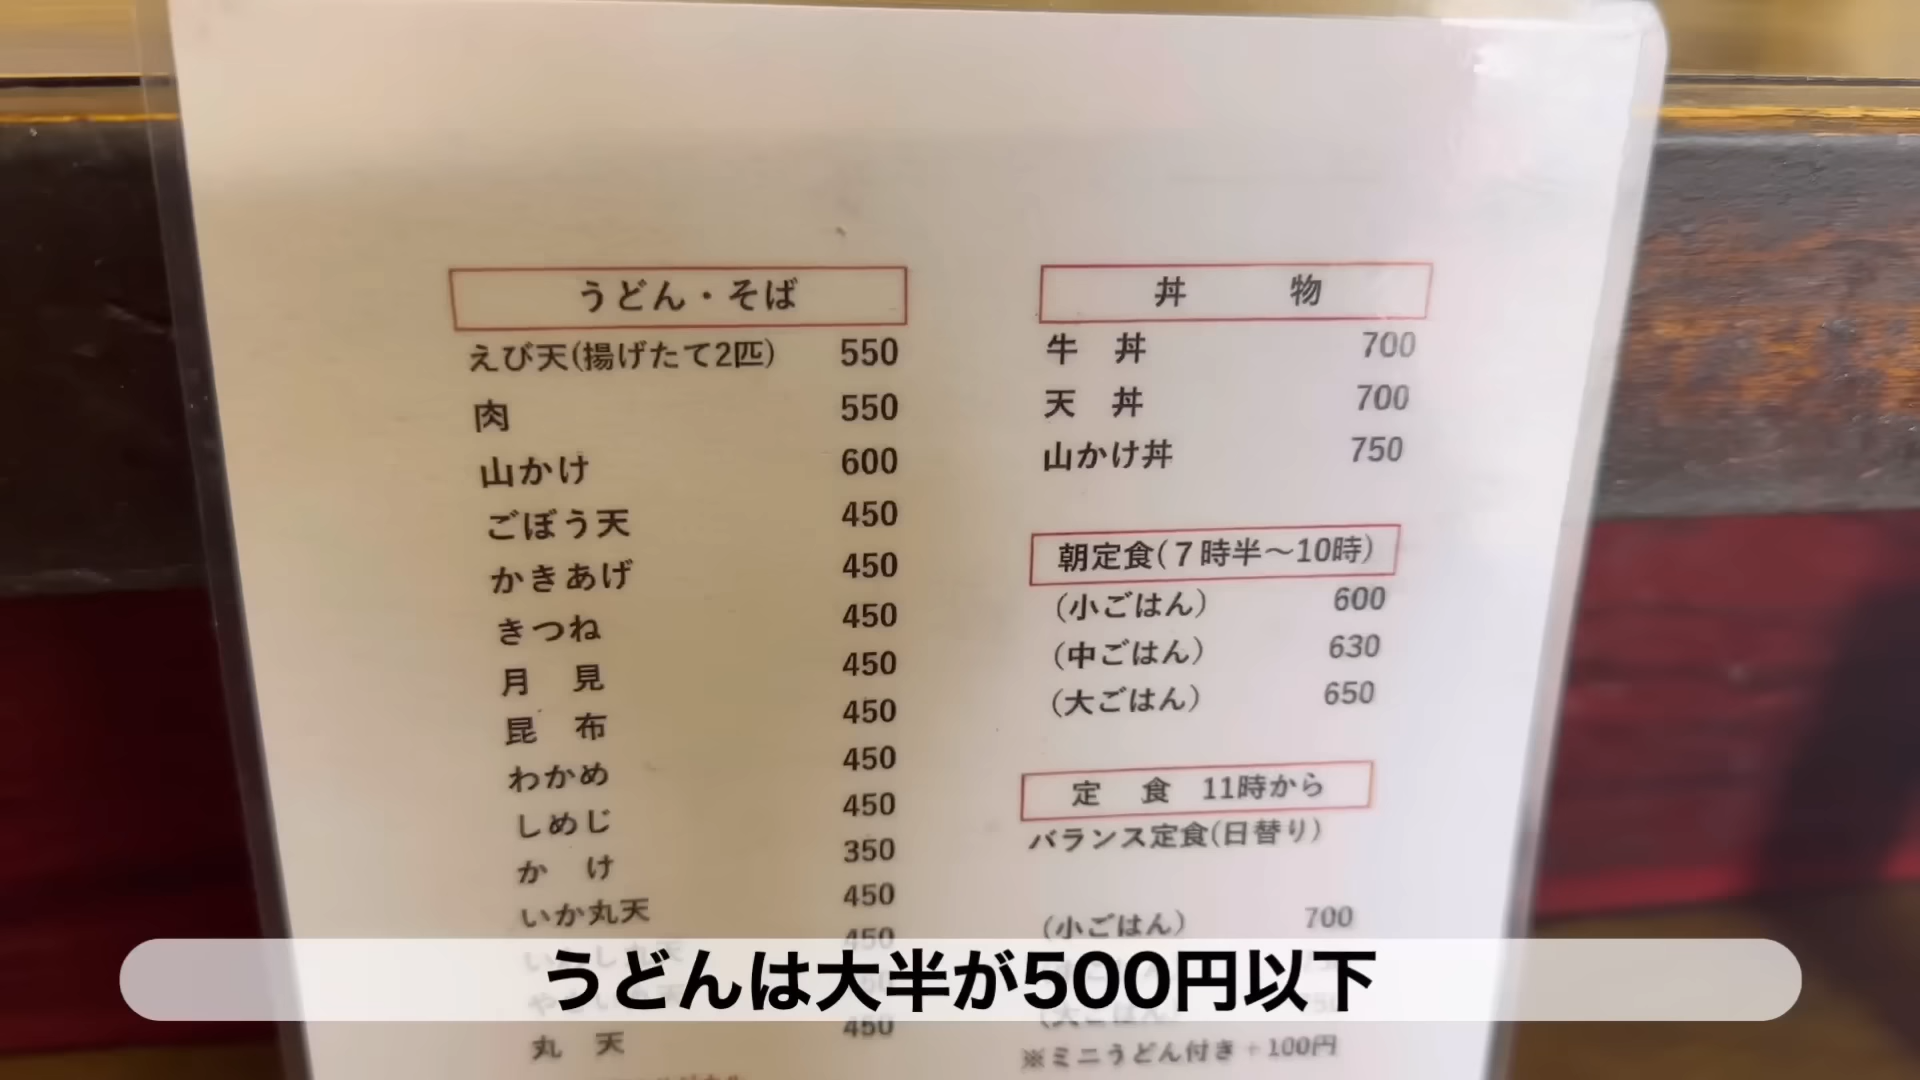 うどん・そば
えび天(揚げたて2匹) 550
肉 550
山かけ 600
ごぼう天 450
かきあげ 450
きつね 450
月見 450
昆布 450
わかめ 450
しめじ 450
かけ 350
いか丸天 450
450
丸天 450
丼物
牛丼 700
天丼 700
山かけ丼 750
朝定食(7時半～10時)
(小ごはん) 600
(中ごはん) 630
(大ごはん) 650
定食 11時から
バランス定食(日替り)
(小ごはん) 700
(大ごはん)
※ミニうどん付き+100円
うどんは大半が500円以下